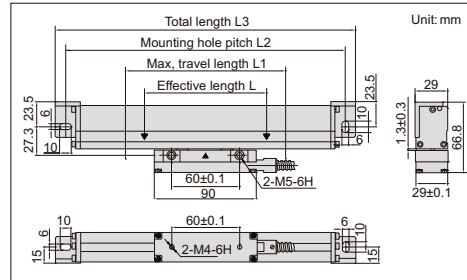 Total length L3
Unit: mm
Mounting hole pitch L2
Max, travel length L1
Effective length L
23.5
6
27.3
10
23.5
10
6
60±0.1
2-M5-6H
90
29
1.3±0.3
66.8
29±0.1
10
6
15
60±0.1
2-M4-6H
6
10
15